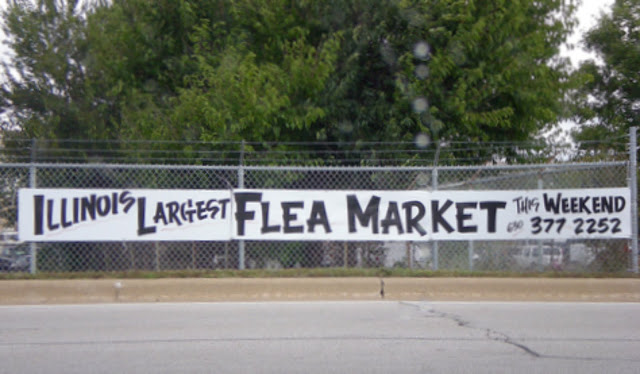 ILLINOIS LARGEST FLEA MARKET THIS WEEKEND
630 377 2252